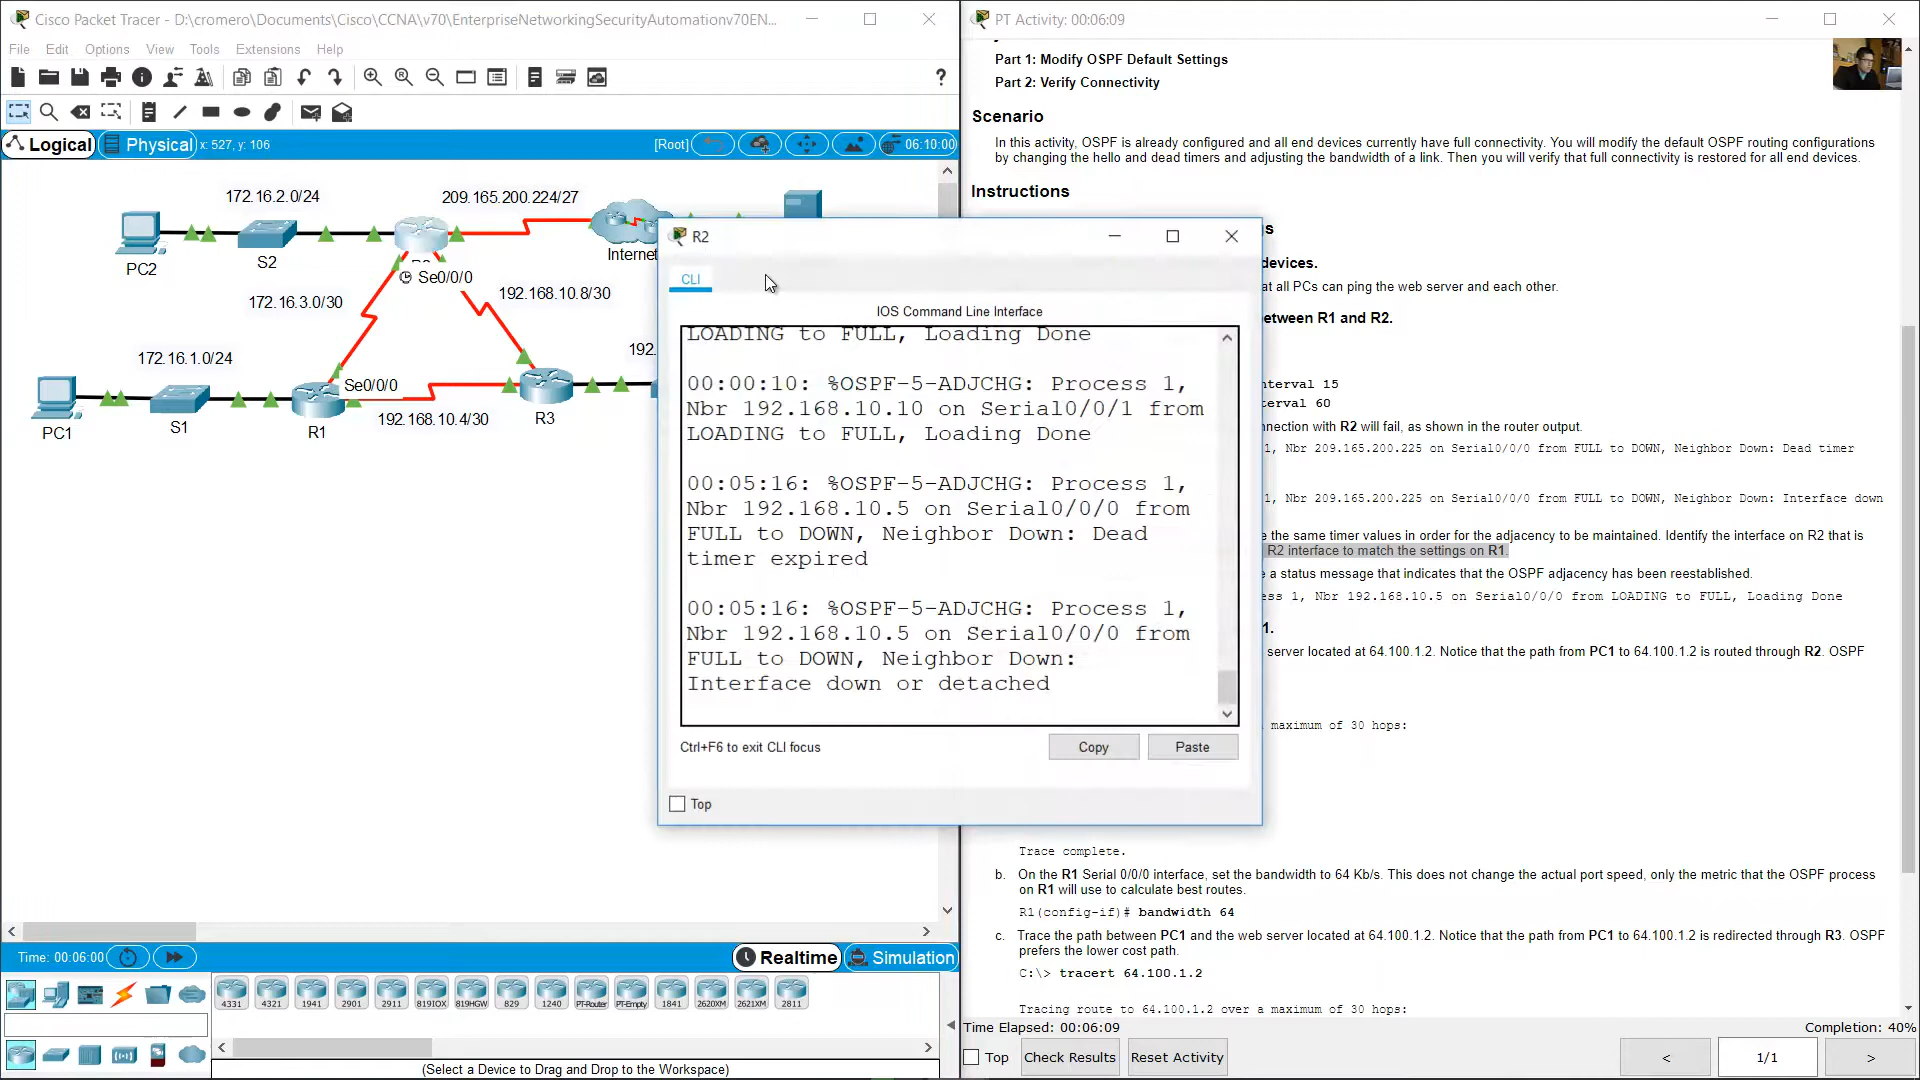 Cisco Packet Tracer - D:\cromero\Documents\Cisco\CCNA\v70\EnterpriseNetworkingSecurityAutomationv70EN...
File Edit Options View Tools Extensions Help
?
Logical Physical x: 527, y: 106 [Root] 06:10:00
172.16.2.0/24
209.165.200.224/27
PC2
S2
Internet
Se0/0/0
172.16.3.0/30
192.168.10.8/30
172.16.1.0/24
192.
Se0/0/0
PC1
S1
R1
192.168.10.4/30
R3
R2
CLI
IOS Command Line Interface
LOADING to FULL, Loading Done
00:00:10: %OSPF-5-ADJCHG: Process 1,
Nbr 192.168.10.10 on Serial0/0/1 from
LOADING to FULL, Loading Done
00:05:16: %OSPF-5-ADJCHG: Process 1,
Nbr 192.168.10.5 on Serial0/0/0 from
FULL to DOWN, Neighbor Down: Dead
timer expired
00:05:16: %OSPF-5-ADJCHG: Process 1,
Nbr 192.168.10.5 on Serial0/0/0 from
FULL to DOWN, Neighbor Down:
Interface down or detached
Ctrl+F6 to exit CLI focus
Copy
Paste
Top
Time: 00:06:00
Realtime
Simulation
4331 4321 1941 2901 2911 819IOX 819HGW 829 1240 PT-Router PT-Empty 1841 2620XM 2621XM 2811
(Select a Device to Drag and Drop to the Workspace)
PT Activity: 00:06:09
Part 1: Modify OSPF Default Settings
Part 2: Verify Connectivity
Scenario
In this activity, OSPF is already configured and all end devices currently have full connectivity. You will modify the default OSPF routing configurations
by changing the hello and dead timers and adjusting the bandwidth of a link. Then you will verify that full connectivity is restored for all end devices.
Instructions
s
devices.
at all PCs can ping the web server and each other.
etween R1 and R2.
nterval 15
erval 60
nnection with R2 will fail, as shown in the router output.
1, Nbr 209.165.200.225 on Serial0/0/0 from FULL to DOWN, Neighbor Down: Dead timer
1, Nbr 209.165.200.225 on Serial0/0/0 from FULL to DOWN, Neighbor Down: Interface down
e the same timer values in order for the adjacency to be maintained. Identify the interface on R2 that is
R2 interface to match the settings on R1.
e a status message that indicates that the OSPF adjacency has been reestablished.
ess 1, Nbr 192.168.10.5 on Serial0/0/0 from LOADING to FULL, Loading Done
1.
server located at 64.100.1.2. Notice that the path from PC1 to 64.100.1.2 is routed through R2. OSPF
maximum of 30 hops:
Trace complete.
b. On the R1 Serial 0/0/0 interface, set the bandwidth to 64 Kb/s. This does not change the actual port speed, only the metric that the OSPF process
on R1 will use to calculate best routes.
R1(config-if)# bandwidth 64
c. Trace the path between PC1 and the web server located at 64.100.1.2. Notice that the path from PC1 to 64.100.1.2 is redirected through R3. OSPF
prefers the lower cost path.
C:\> tracert 64.100.1.2
Tracing route to 64.100.1.2 over a maximum of 30 hops:
Time Elapsed: 00:06:09
Completion: 40%
Top
Check Results
Reset Activity
<
1/1
>